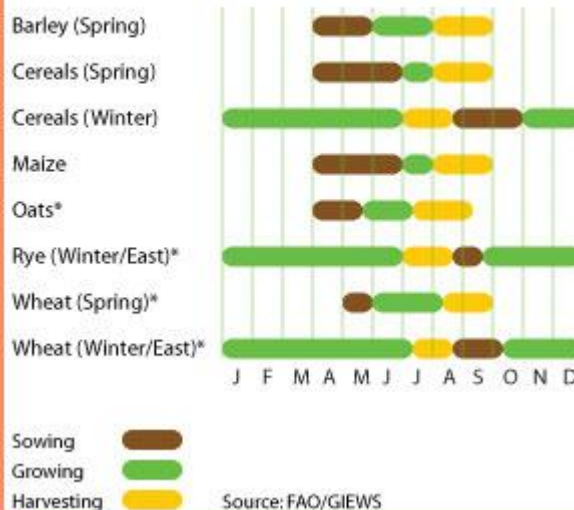 Barley (Spring)
Cereals (Spring)
Cereals (Winter)
Maize
Oats*
Rye (Winter/East)*
Wheat (Spring)*
Wheat (Winter/East)*
J F M A M J J A S O N D
Sowing
Growing
Harvesting
Source: FAO/GIEWS